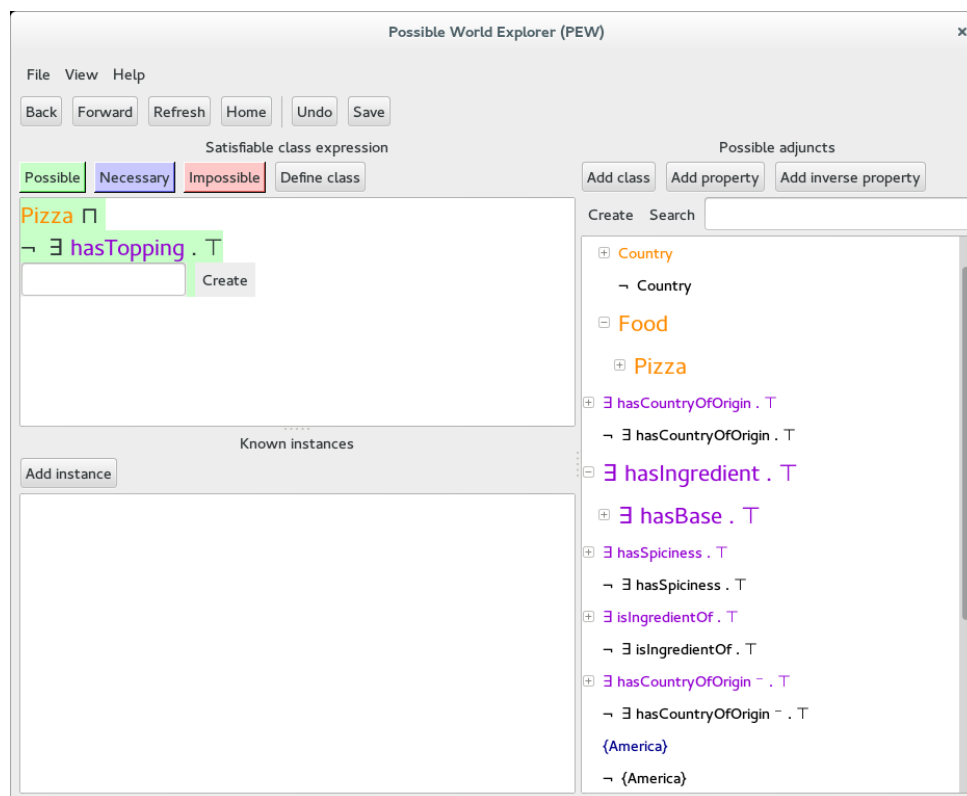 Possible World Explorer (PEW)
File View Help
Back Forward Refresh Home Undo Save
Satisfiable class expression
Possible Necessary Impossible Define class
Pizza ⊓
¬ ∃ hasTopping . ⊤
Create
Known instances
Add instance
Possible adjuncts
Add class Add property Add inverse property
Create Search
Country
¬ Country
Food
Pizza
∃ hasCountryOfOrigin . ⊤
¬ ∃ hasCountryOfOrigin . ⊤
∃ hasIngredient . ⊤
∃ hasBase . ⊤
∃ hasSpiciness . ⊤
¬ ∃ hasSpiciness . ⊤
∃ isIngredientOf . ⊤
¬ ∃ isIngredientOf . ⊤
∃ hasCountryOfOrigin ⁻ . ⊤
¬ ∃ hasCountryOfOrigin ⁻ . ⊤
{America}
¬ {America}